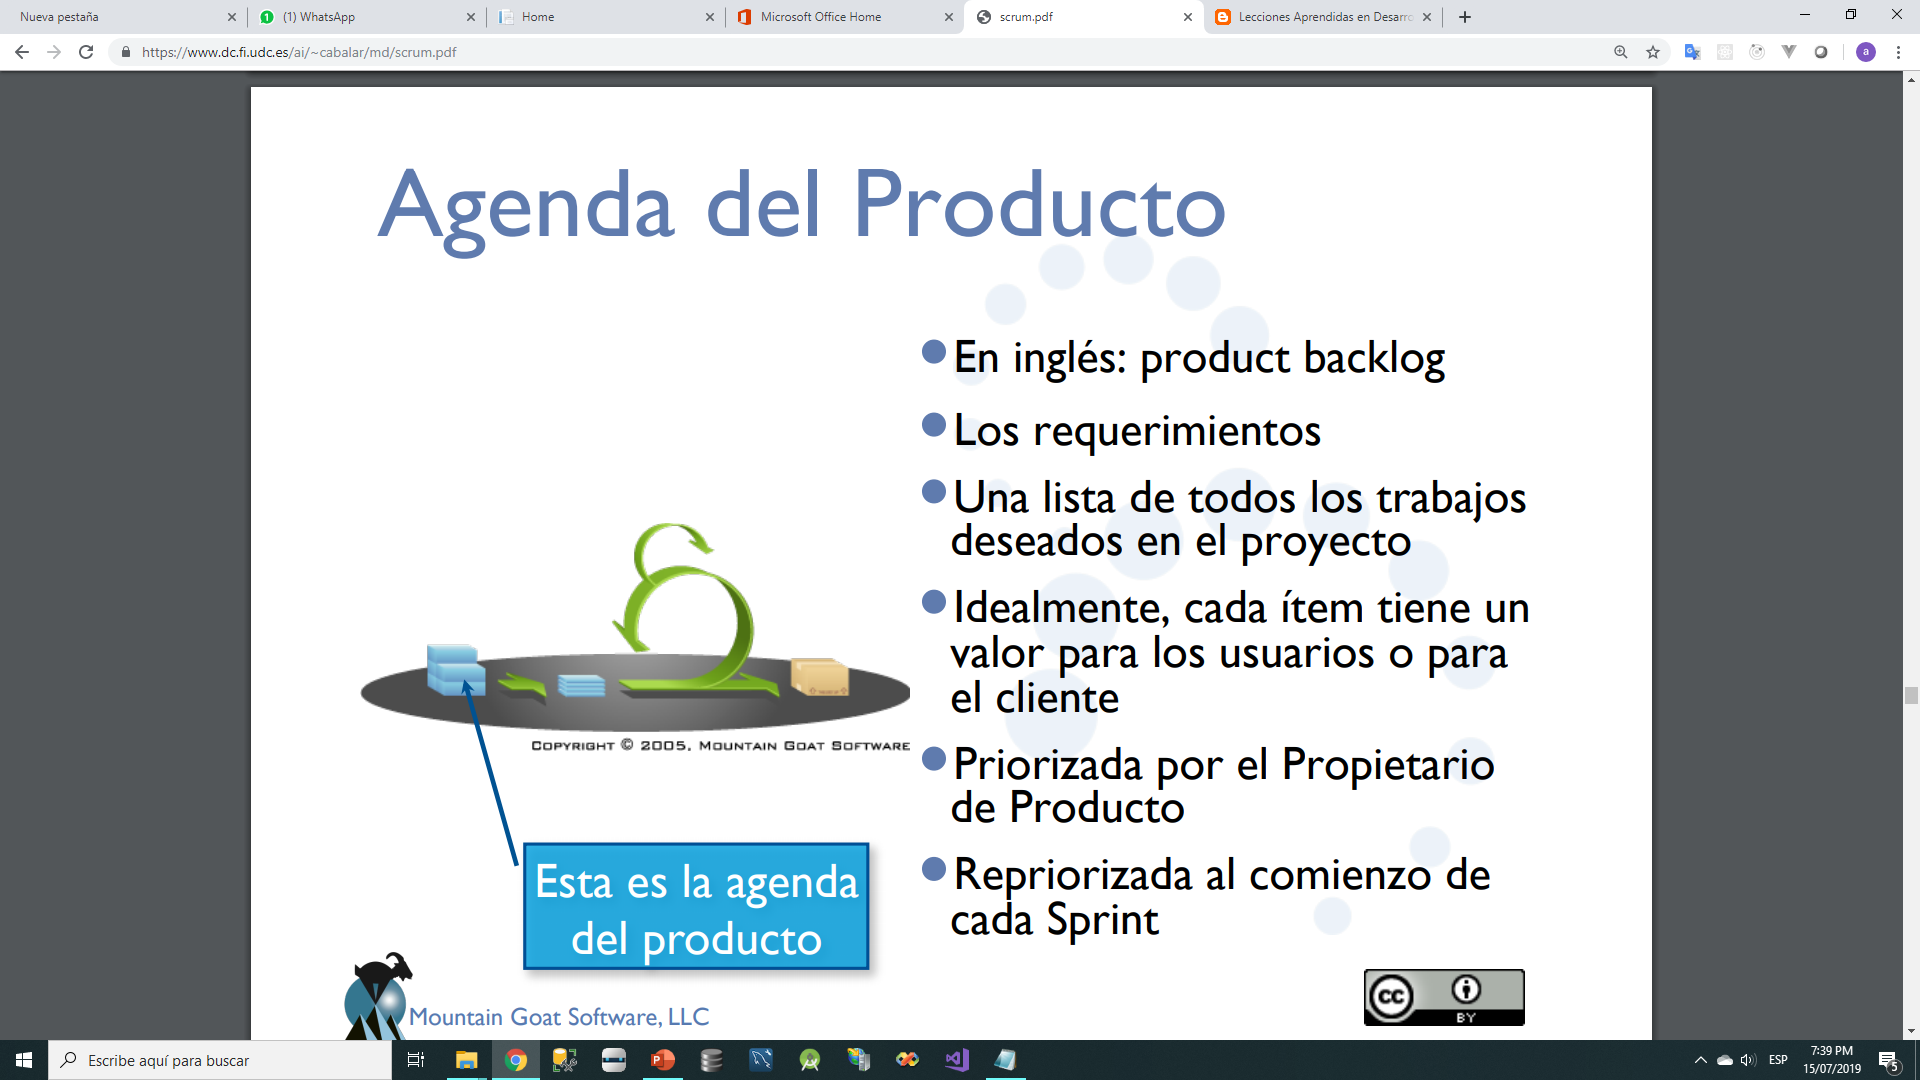 Nueva pestaña
(1) WhatsApp
Home
Microsoft Office Home
scrum.pdf
Lecciones Aprendidas en Desarro
https://www.dc.fi.udc.es/ai/~cabalar/md/scrum.pdf
a
Agenda del Producto
En inglés: product backlog
Los requerimientos
Una lista de todos los trabajos
deseados en el proyecto
Idealmente, cada ítem tiene un
valor para los usuarios o para
el cliente
Priorizada por el Propietario
de Producto
Repriorizada al comienzo de
cada Sprint
Copyright © 2005, Mountain Goat Software
Esta es la agenda
del producto
Mountain Goat Software, LLC
cc
BY
Escribe aquí para buscar
ESP
7:39 PM
15/07/2019
5